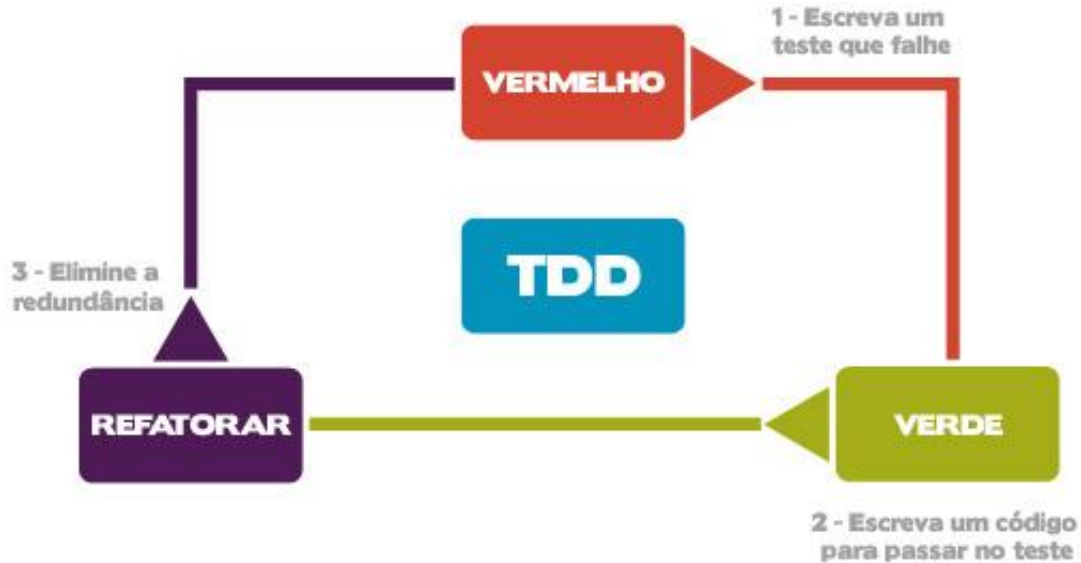 1 - Escreva um
teste que falhe
VERMELHO
TDD
3 - Elimine a
redundância
REFATORAR
VERDE
2 - Escreva um código
para passar no teste